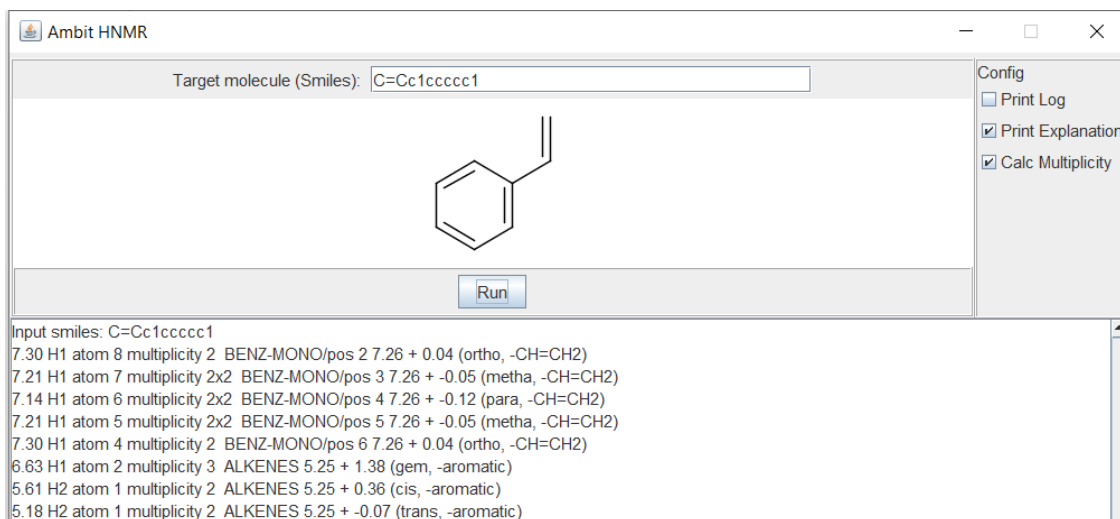 Ambit HNMR
Target molecule (Smiles): C=Cc1ccccc1
Config
Print Log
Print Explanation
Calc Multiplicity
Run
Input smiles: C=Cc1ccccc1
7.30 H1 atom 8 multiplicity 2 BENZ-MONO/pos 2 7.26 + 0.04 (ortho, -CH=CH2)
7.21 H1 atom 7 multiplicity 2x2 BENZ-MONO/pos 3 7.26 + -0.05 (metha, -CH=CH2)
7.14 H1 atom 6 multiplicity 2x2 BENZ-MONO/pos 4 7.26 + -0.12 (para, -CH=CH2)
7.21 H1 atom 5 multiplicity 2x2 BENZ-MONO/pos 5 7.26 + -0.05 (metha, -CH=CH2)
7.30 H1 atom 4 multiplicity 2 BENZ-MONO/pos 6 7.26 + 0.04 (ortho, -CH=CH2)
6.63 H1 atom 2 multiplicity 3 ALKENES 5.25 + 1.38 (gem, -aromatic)
5.61 H2 atom 1 multiplicity 2 ALKENES 5.25 + 0.36 (cis, -aromatic)
5.18 H2 atom 1 multiplicity 2 ALKENES 5.25 + -0.07 (trans, -aromatic)